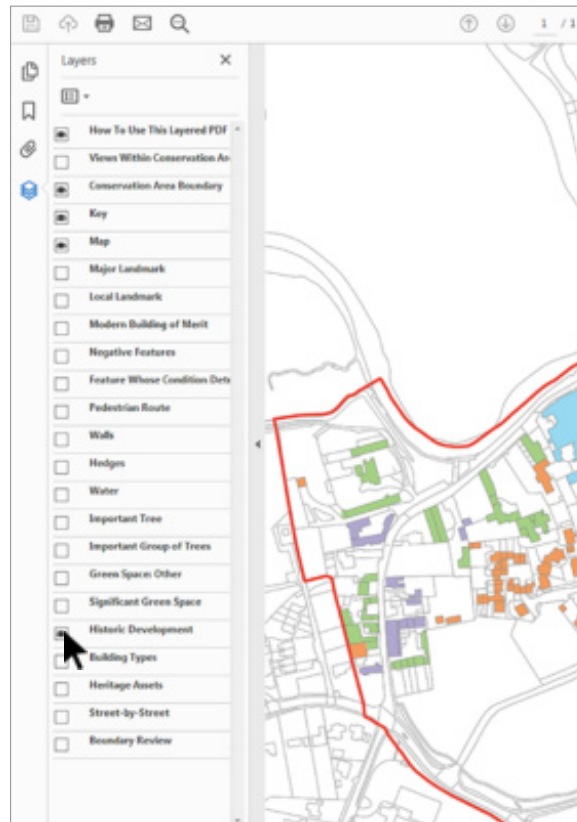 1 / 1
Layers
How To Use This Layered PDF
Views Within Conservation Ar
Conservation Area Boundary
Key
Map
Major Landmark
Local Landmark
Modern Building of Merit
Negative Features
Feature Whose Condition Detr
Pedestrian Route
Walls
Hedges
Water
Important Tree
Important Group of Trees
Green Space: Other
Significant Green Space
Historic Development
Building Types
Heritage Assets
Street-by-Street
Boundary Review